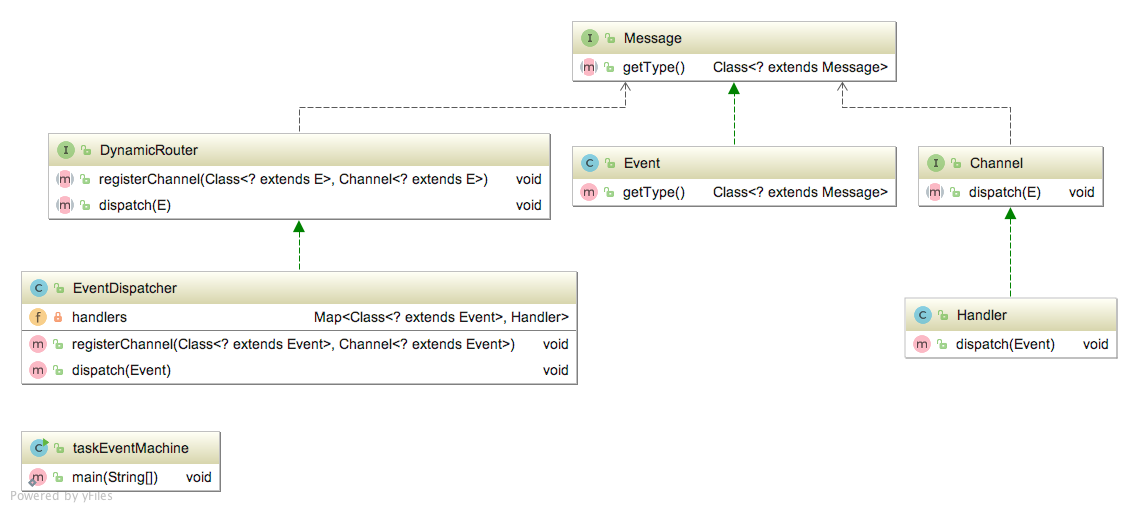 Message
getType() Class<? extends Message>
DynamicRouter
registerChannel(Class<? extends E>, Channel<? extends E>) void
dispatch(E) void
Event
getType() Class<? extends Message>
Channel
dispatch(E) void
EventDispatcher
handlers Map<Class<? extends Event>, Handler>
registerChannel(Class<? extends Event>, Channel<? extends Event>) void
dispatch(Event) void
Handler
dispatch(Event) void
taskEventMachine
main(String[]) void
Powered by yFiles